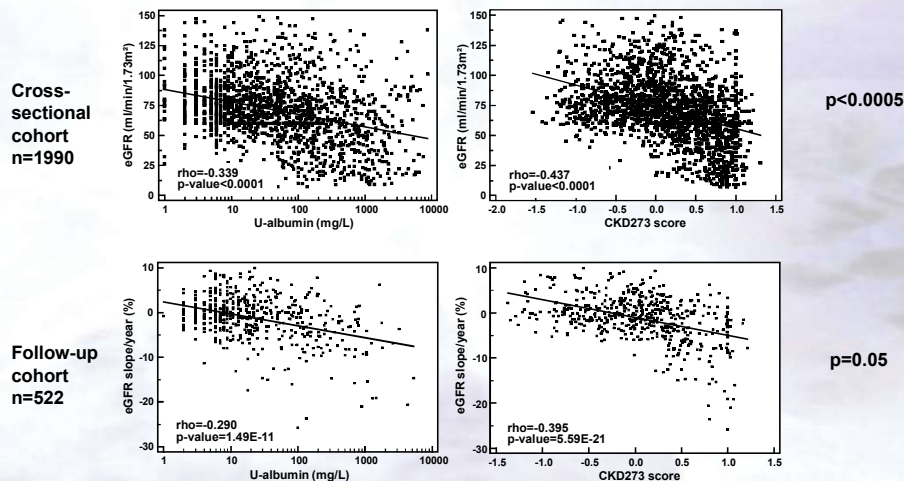 Cross-
sectional
cohort
n=1990
eGFR (ml/min/1.73m²)
150
125
100
75
50
25
0
rho=-0.339
p-value<0.0001
1
10
100
1000
10000
U-albumin (mg/L)
eGFR (ml/min/1.73m²)
150
125
100
75
50
25
0
rho=-0.437
p-value<0.0001
-2.0
-1.5
-1.0
-0.5
0.0
0.5
1.0
1.5
CKD273 score
p<0.0005
Follow-up
cohort
n=522
eGFR slope/year (%)
10
0
-10
-20
-30
rho=-0.290
p-value=1.49E-11
1
10
100
1000
10000
U-albumin (mg/L)
eGFR slope/year (%)
10
5
0
-5
-10
-15
-20
-25
-30
rho=-0.395
p-value=5.59E-21
-1.5
-1.0
-0.5
0.0
0.5
1.0
1.5
CKD273 score
p=0.05